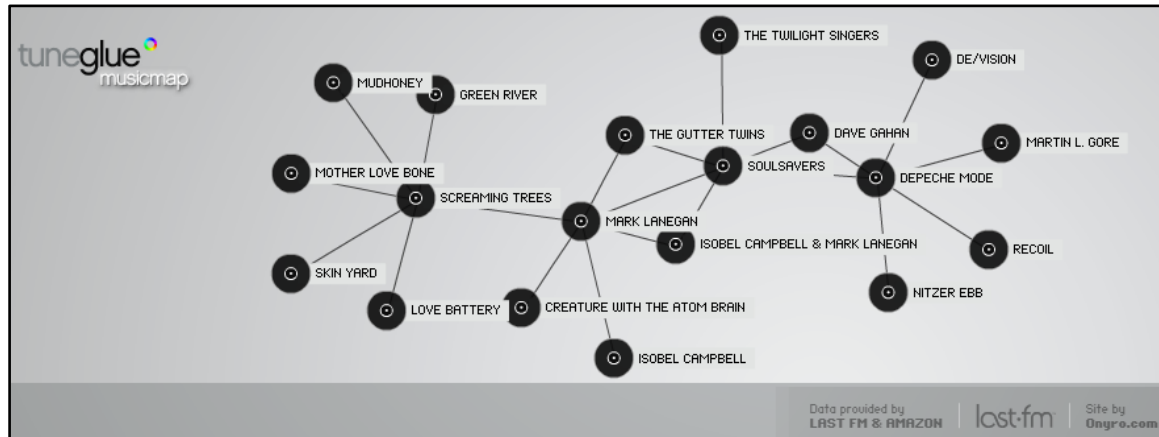 tuneglue
musicmap
THE TWILIGHT SINGERS
DE/VISION
MUDHONEY
GREEN RIVER
THE GUTTER TWINS
DAVE GAHAN
MARTIN L. GORE
MOTHER LOVE BONE
SOULSAVERS
DEPECHE MODE
SCREAMING TREES
MARK LANEGAN
ISOBEL CAMPBELL & MARK LANEGAN
RECOIL
SKIN YARD
NITZER EBB
LOVE BATTERY
CREATURE WITH THE ATOM BRAIN
ISOBEL CAMPBELL
Data provided by
LAST FM & AMAZON
last.fm
Site by
Onyro.com